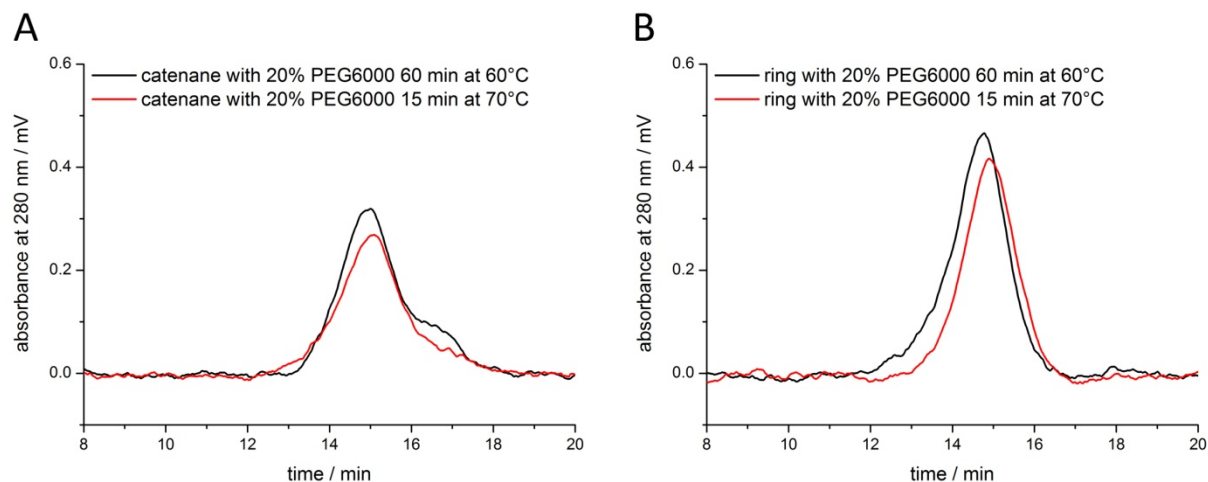 A
B
0.6
catenane with 20% PEG6000 60 min at 60°C
catenane with 20% PEG6000 15 min at 70°C
0.4
0.2
0.0
absorbance at 280 nm / mV
8 10 12 14 16 18 20
time / min
0.6
ring with 20% PEG6000 60 min at 60°C
ring with 20% PEG6000 15 min at 70°C
0.4
0.2
0.0
absorbance at 280 nm / mV
8 10 12 14 16 18 20
time / min